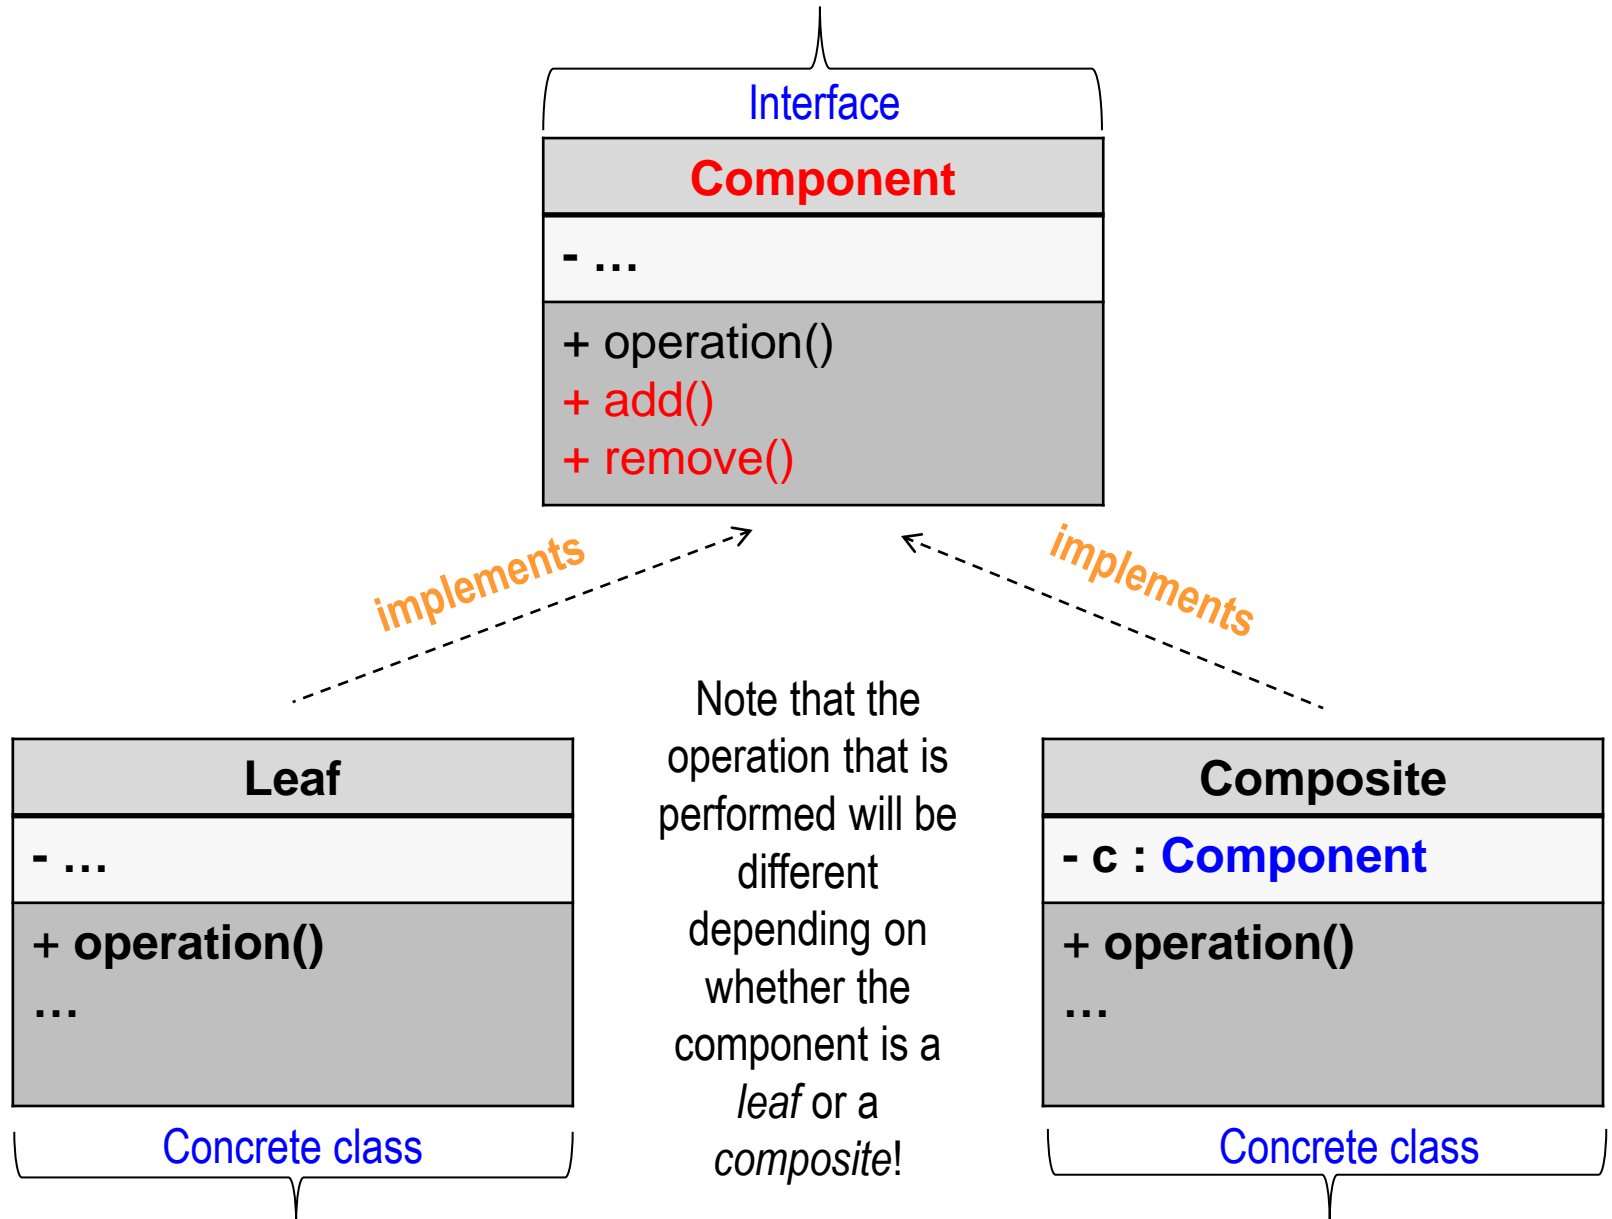 Interface
Component
- …
+ operation()
+ add()
+ remove()
implements
implements
Leaf
- …
+ operation()
…
Concrete class
Note that the
operation that is
performed will be
different
depending on
whether the
component is a
leaf or a
composite!
Composite
- c : Component
+ operation()
…
Concrete class